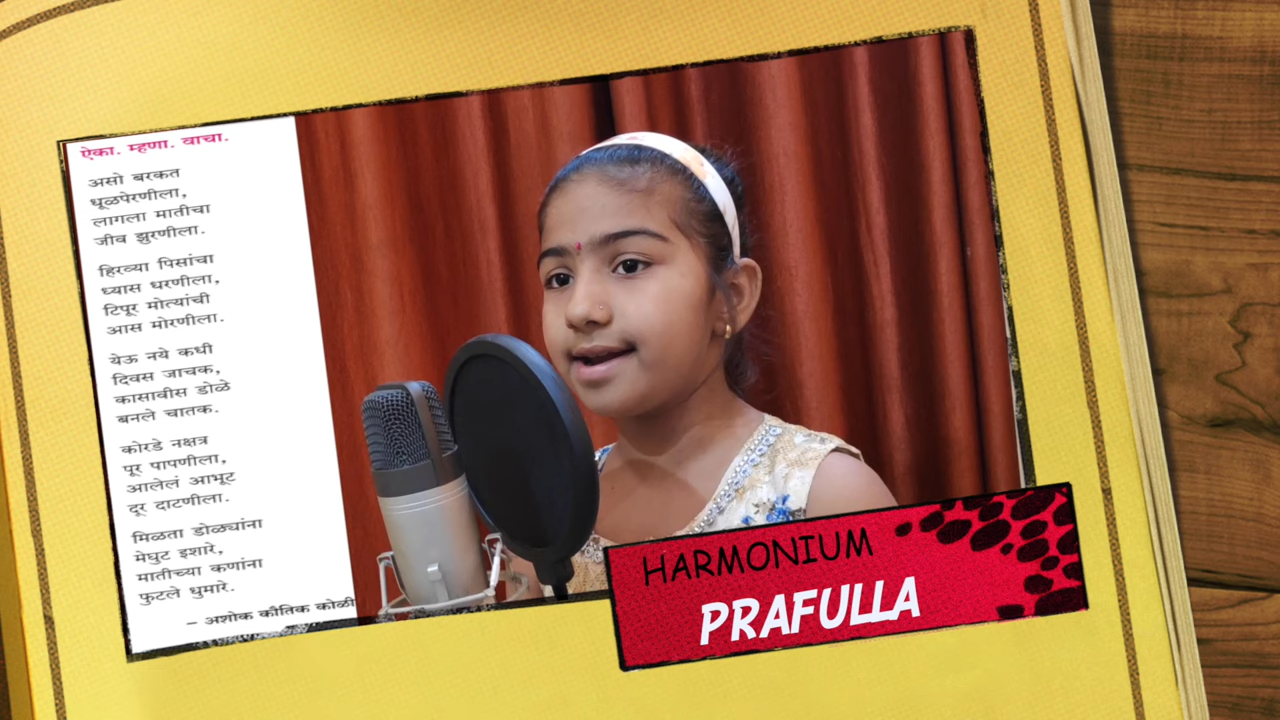 ऐका. म्हणा. वाचा.
असो बरकत
धूळपेरणीला,
लागला मातीचा
जीव झुरणीला.
हिरव्या पिसांचा
ध्यास धरणीला,
टिपूर मोत्यांची
आस मोरणीला.
येऊ नये कधी
दिवस जाचक,
कासावीस डोळे
बनले चातक.
कोरडे नक्षत्र
पूर पापणीला,
आलेलं आभूट
दूर दाटणीला.
मिळता डोळ्यांना
मेघुट इशारे,
मातीच्या कणांना
फुटले धुमारे.
– अशोक कौतिक कोळी
HARMONIUM
PRAFULLA